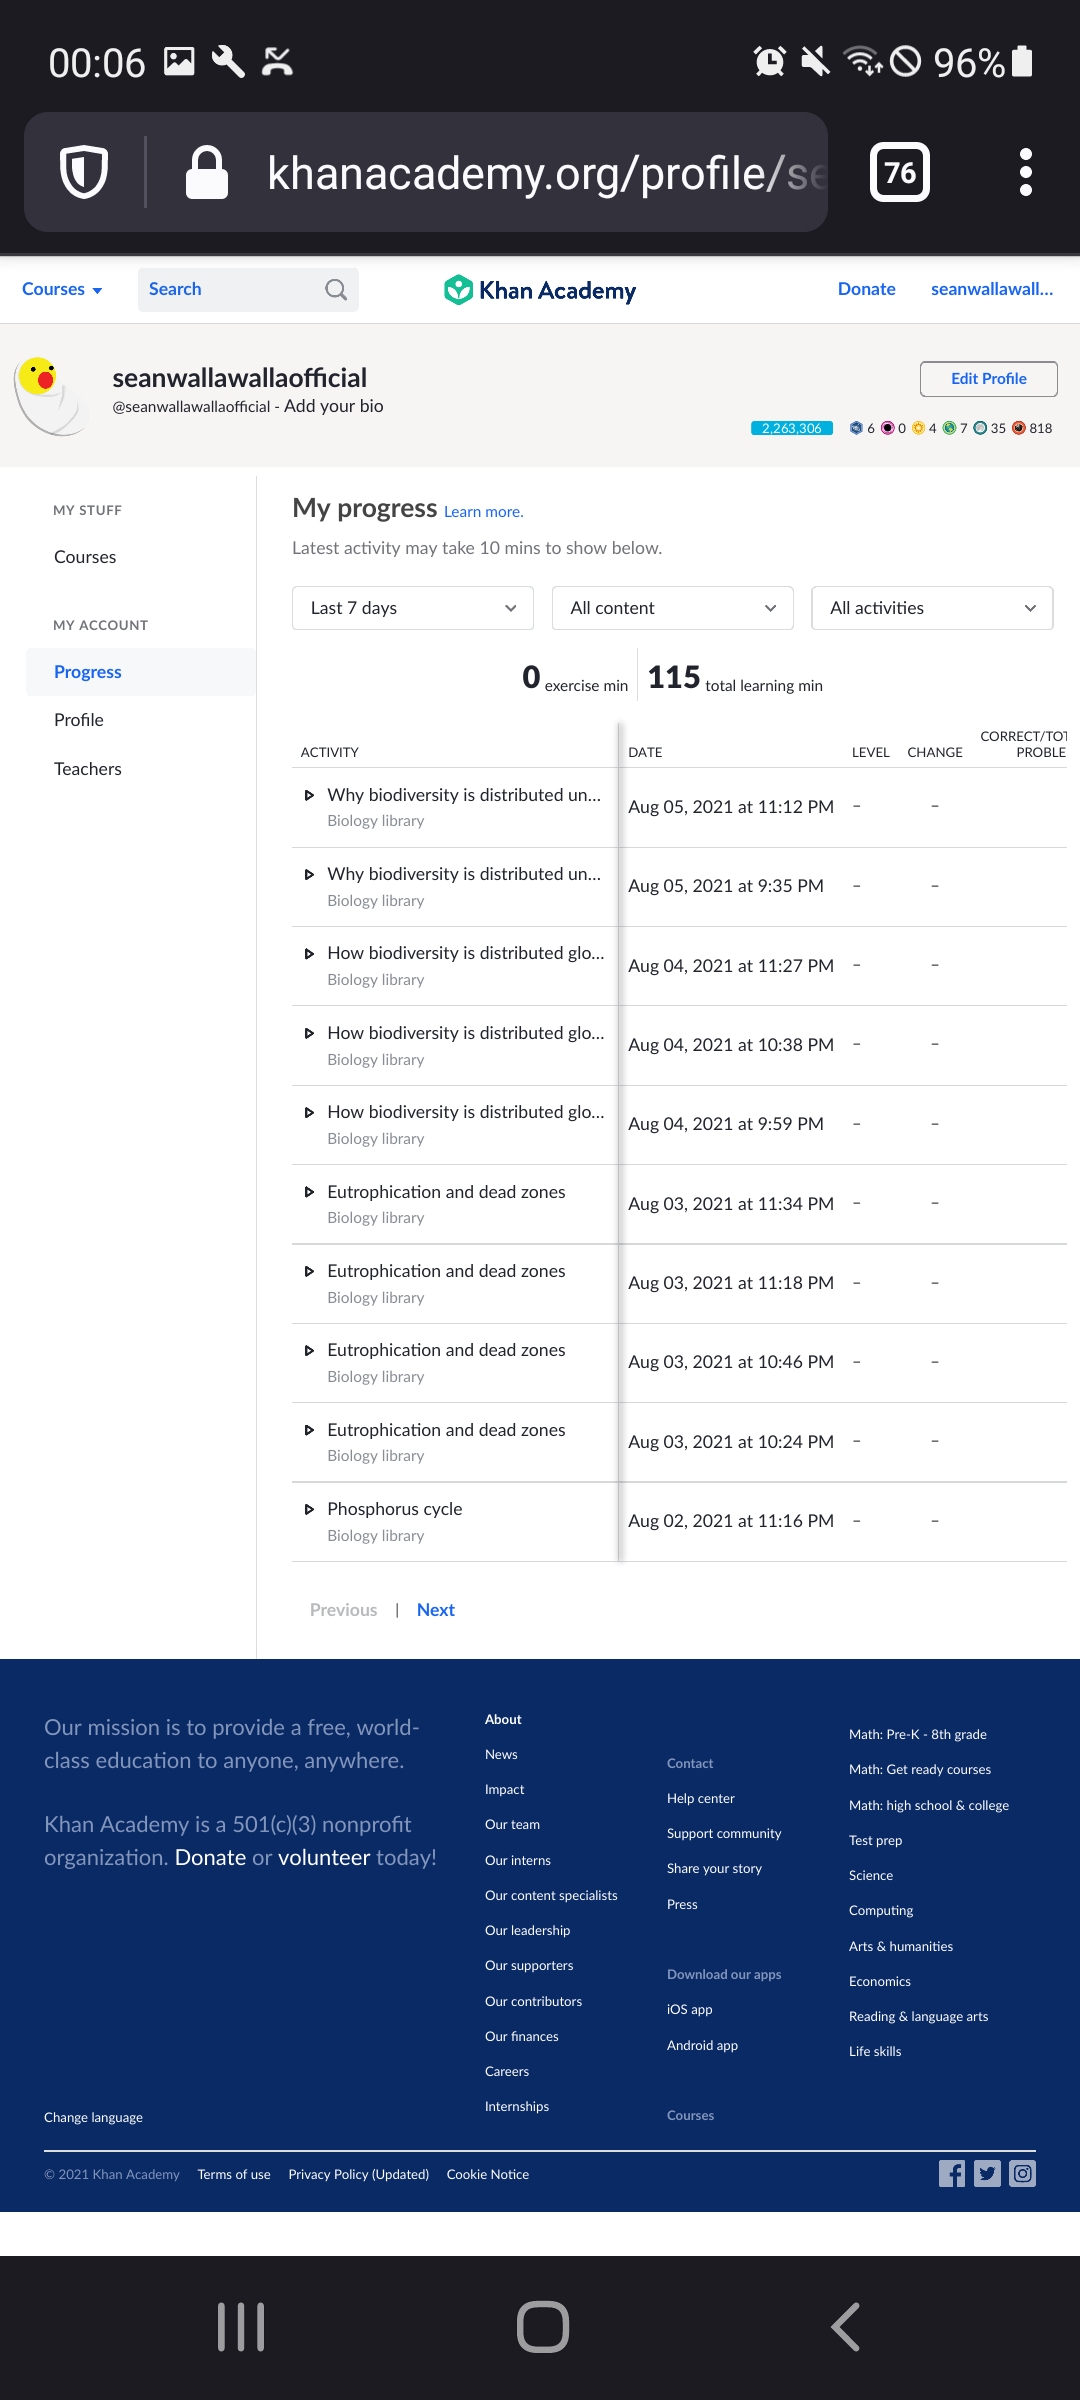 00:06
96%
khanacademy.org/profile/se
76
Courses
Search
Khan Academy
Donate
seanwallawall...
seanwallawallaofficial
@seanwallawallaofficial - Add your bio
Edit Profile
2,263,306
6 0 4 7 35 818
MY STUFF
Courses
MY ACCOUNT
Progress
Profile
Teachers
My progress Learn more.
Latest activity may take 10 mins to show below.
Last 7 days
All content
All activities
0 exercise min
115 total learning min
ACTIVITY DATE LEVEL CHANGE CORRECT/TOT
PROBLE
Why biodiversity is distributed un...
Biology library
Aug 05, 2021 at 11:12 PM – –
Why biodiversity is distributed un...
Biology library
Aug 05, 2021 at 9:35 PM – –
How biodiversity is distributed glo...
Biology library
Aug 04, 2021 at 11:27 PM – –
How biodiversity is distributed glo...
Biology library
Aug 04, 2021 at 10:38 PM – –
How biodiversity is distributed glo...
Biology library
Aug 04, 2021 at 9:59 PM – –
Eutrophication and dead zones
Biology library
Aug 03, 2021 at 11:34 PM – –
Eutrophication and dead zones
Biology library
Aug 03, 2021 at 11:18 PM – –
Eutrophication and dead zones
Biology library
Aug 03, 2021 at 10:46 PM – –
Eutrophication and dead zones
Biology library
Aug 03, 2021 at 10:24 PM – –
Phosphorus cycle
Biology library
Aug 02, 2021 at 11:16 PM – –
Previous | Next
Our mission is to provide a free, world-
class education to anyone, anywhere.
Khan Academy is a 501(c)(3) nonprofit
organization. Donate or volunteer today!
Change language
About
News
Impact
Our team
Our interns
Our content specialists
Our leadership
Our supporters
Our contributors
Our finances
Careers
Internships
Contact
Help center
Support community
Share your story
Press
Download our apps
iOS app
Android app
Courses
Math: Pre-K - 8th grade
Math: Get ready courses
Math: high school & college
Test prep
Science
Computing
Arts & humanities
Economics
Reading & language arts
Life skills
© 2021 Khan Academy Terms of use Privacy Policy (Updated) Cookie Notice